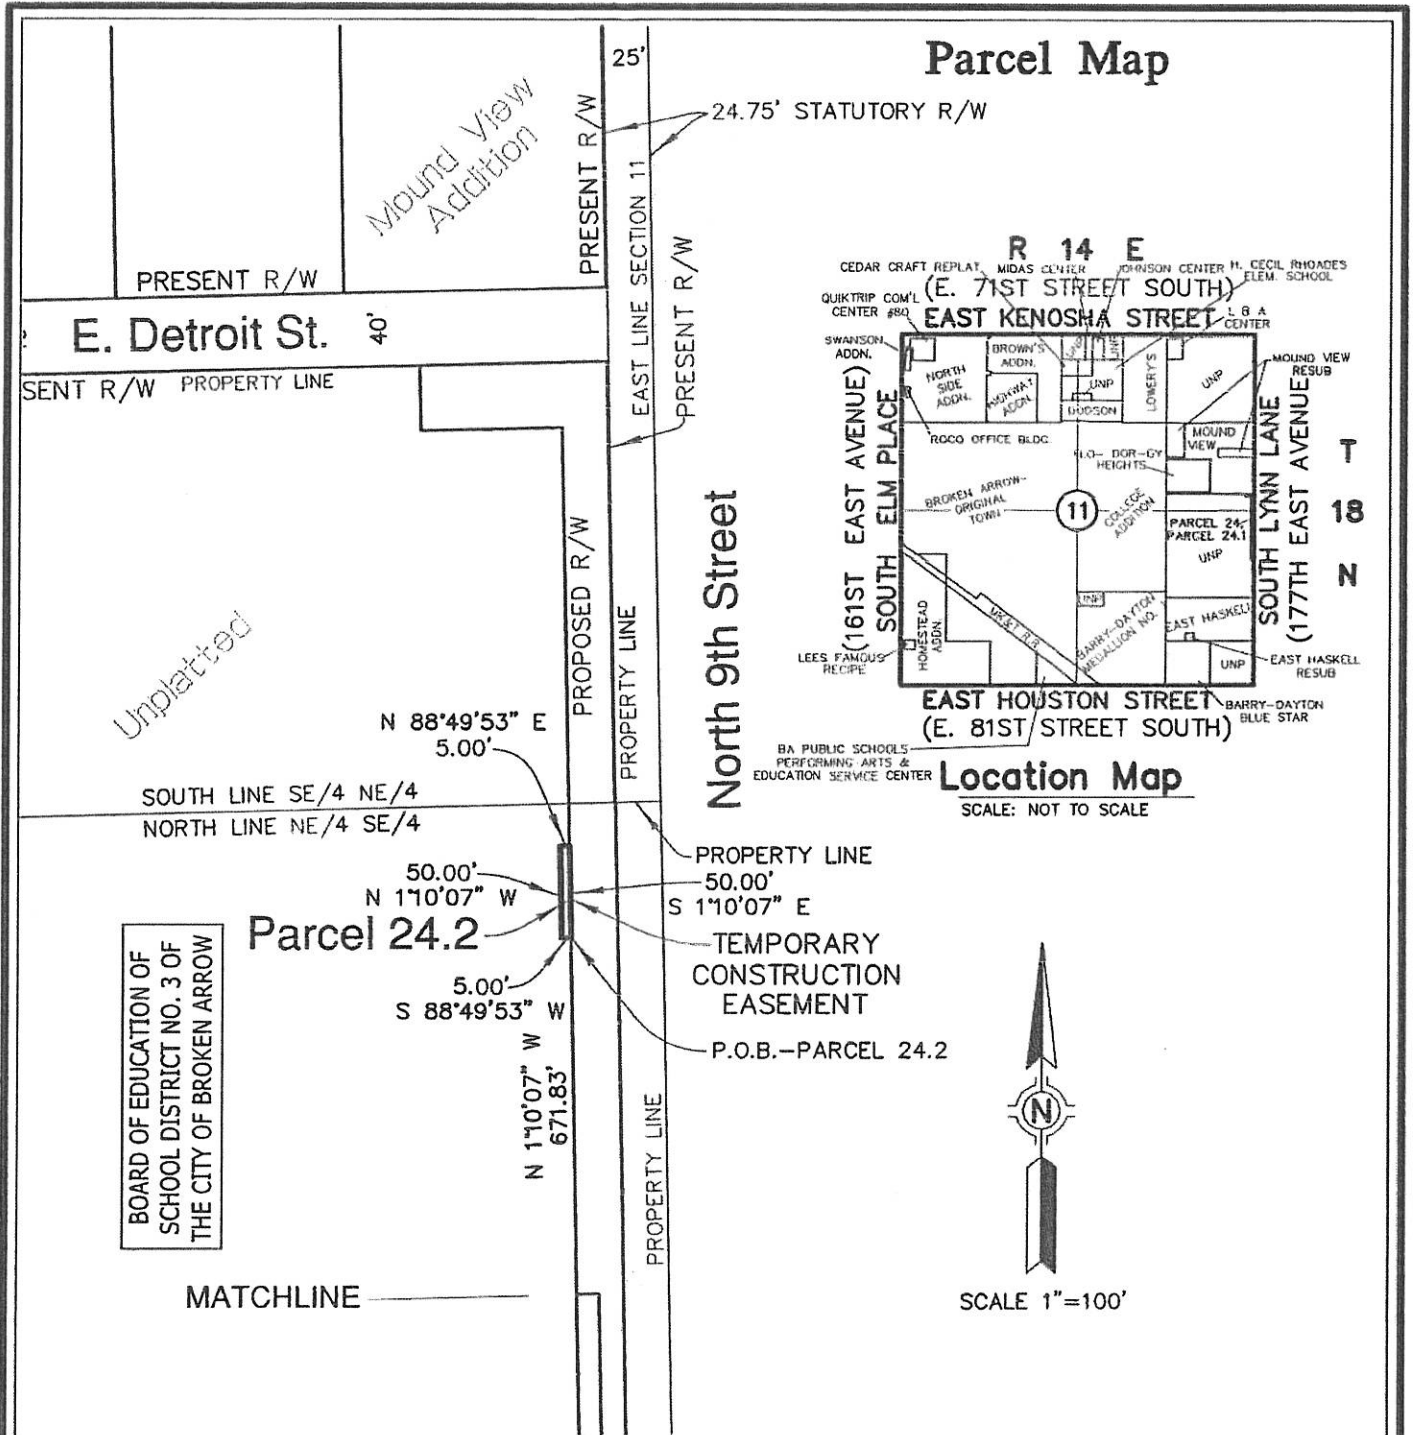 Parcel Map
25'
24.75' STATUTORY R/W
Mound View
Addition
PRESENT R/W
EAST LINE SECTION 11
PRESENT R/W
PRESENT R/W
E. Detroit St.
40'
SENT R/W
PROPERTY LINE
Unplatted
PROPOSED R/W
PROPERTY LINE
North 9th Street
N 88°49'53" E
5.00'
SOUTH LINE SE/4 NE/4
NORTH LINE NE/4 SE/4
PROPERTY LINE
50.00'
N 1°10'07" W
50.00'
S 1°10'07" E
Parcel 24.2
TEMPORARY
CONSTRUCTION
EASEMENT
5.00'
S 88°49'53" W
P.O.B.-PARCEL 24.2
N 1°10'07" W
671.83'
PROPERTY LINE
BOARD OF EDUCATION OF
SCHOOL DISTRICT NO. 3 OF
THE CITY OF BROKEN ARROW
MATCHLINE
R 14 E
CEDAR CRAFT REPLAT
MIDAS CENTER
JOHNSON CENTER
H. CECIL RHOADES
ELEM. SCHOOL
(E. 71ST STREET SOUTH)
QUIKTRIP COM'L
CENTER #80
EAST KENOSHA STREET
L B A
CENTER
SWANSON
ADDN.
NORTH
SIDE
ADDN.
BROWN'S
ADDN.
HIGHWAY
ADDN.
UNP
UNP
UNP
DODSON
LOWERY'S
UNP
MOUND VIEW
RESUB
ROCO OFFICE BLDG.
MOUND
VIEW
FLO- DOR-GY
HEIGHTS
(161ST EAST AVENUE)
SOUTH ELM PLACE
BROKEN ARROW-
ORIGINAL
TOWN
11
COLLEGE
ADDITION
PARCEL 24
PARCEL 24.1
UNP
SOUTH LYNN LANE
(177TH EAST AVENUE)
T
18
N
HOMESTEAD
ADDN.
MK&T R.R.
UNP
BARRY-DAYTON
MEDALLION NO. 1
EAST HASKELL
LEES FAMOUS
RECIPE
UNP
EAST HASKELL
RESUB
EAST HOUSTON STREET
(E. 81ST STREET SOUTH)
BARRY-DAYTON
BLUE STAR
BA PUBLIC SCHOOLS
PERFORMING ARTS &
EDUCATION SERVICE CENTER
Location Map
SCALE: NOT TO SCALE
N
SCALE 1"=100'